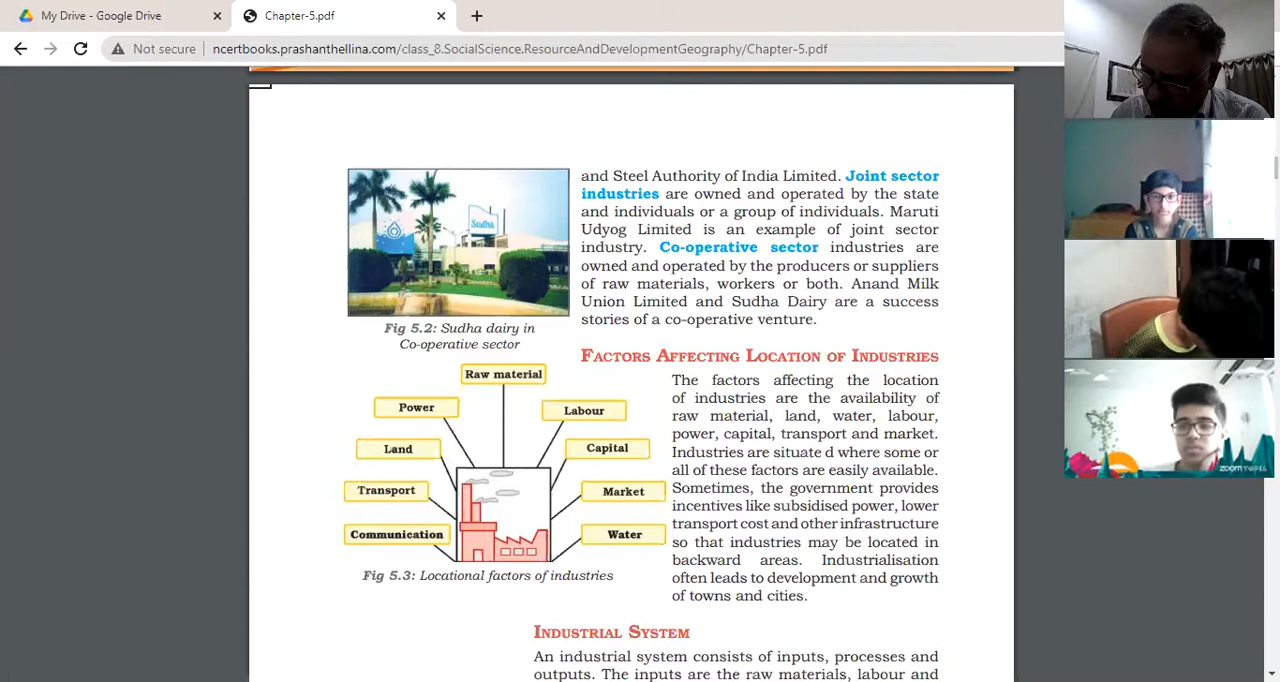 My Drive - Google Drive
Chapter-5.pdf
Not secure
ncertbooks.prashanthellina.com/class_8.SocialScience.ResourceAndDevelopmentGeography/Chapter-5.pdf
Sudha
Fig 5.2: Sudha dairy in
Co-operative sector
and Steel Authority of India Limited. Joint sector
industries are owned and operated by the state
and individuals or a group of individuals. Maruti
Udyog Limited is an example of joint sector
industry. Co-operative sector industries are
owned and operated by the producers or suppliers
of raw materials, workers or both. Anand Milk
Union Limited and Sudha Dairy are a success
stories of a co-operative venture.
FACTORS AFFECTING LOCATION OF INDUSTRIES
Raw material
Power
Labour
Land
Capital
Transport
Market
Communication
Water
Fig 5.3: Locational factors of industries
The factors affecting the location
of industries are the availability of
raw material, land, water, labour,
power, capital, transport and market.
Industries are situate d where some or
all of these factors are easily available.
Sometimes, the government provides
incentives like subsidised power, lower
transport cost and other infrastructure
so that industries may be located in
backward areas. Industrialisation
often leads to development and growth
of towns and cities.
INDUSTRIAL SYSTEM
An industrial system consists of inputs, processes and
outputs. The inputs are the raw materials, labour and